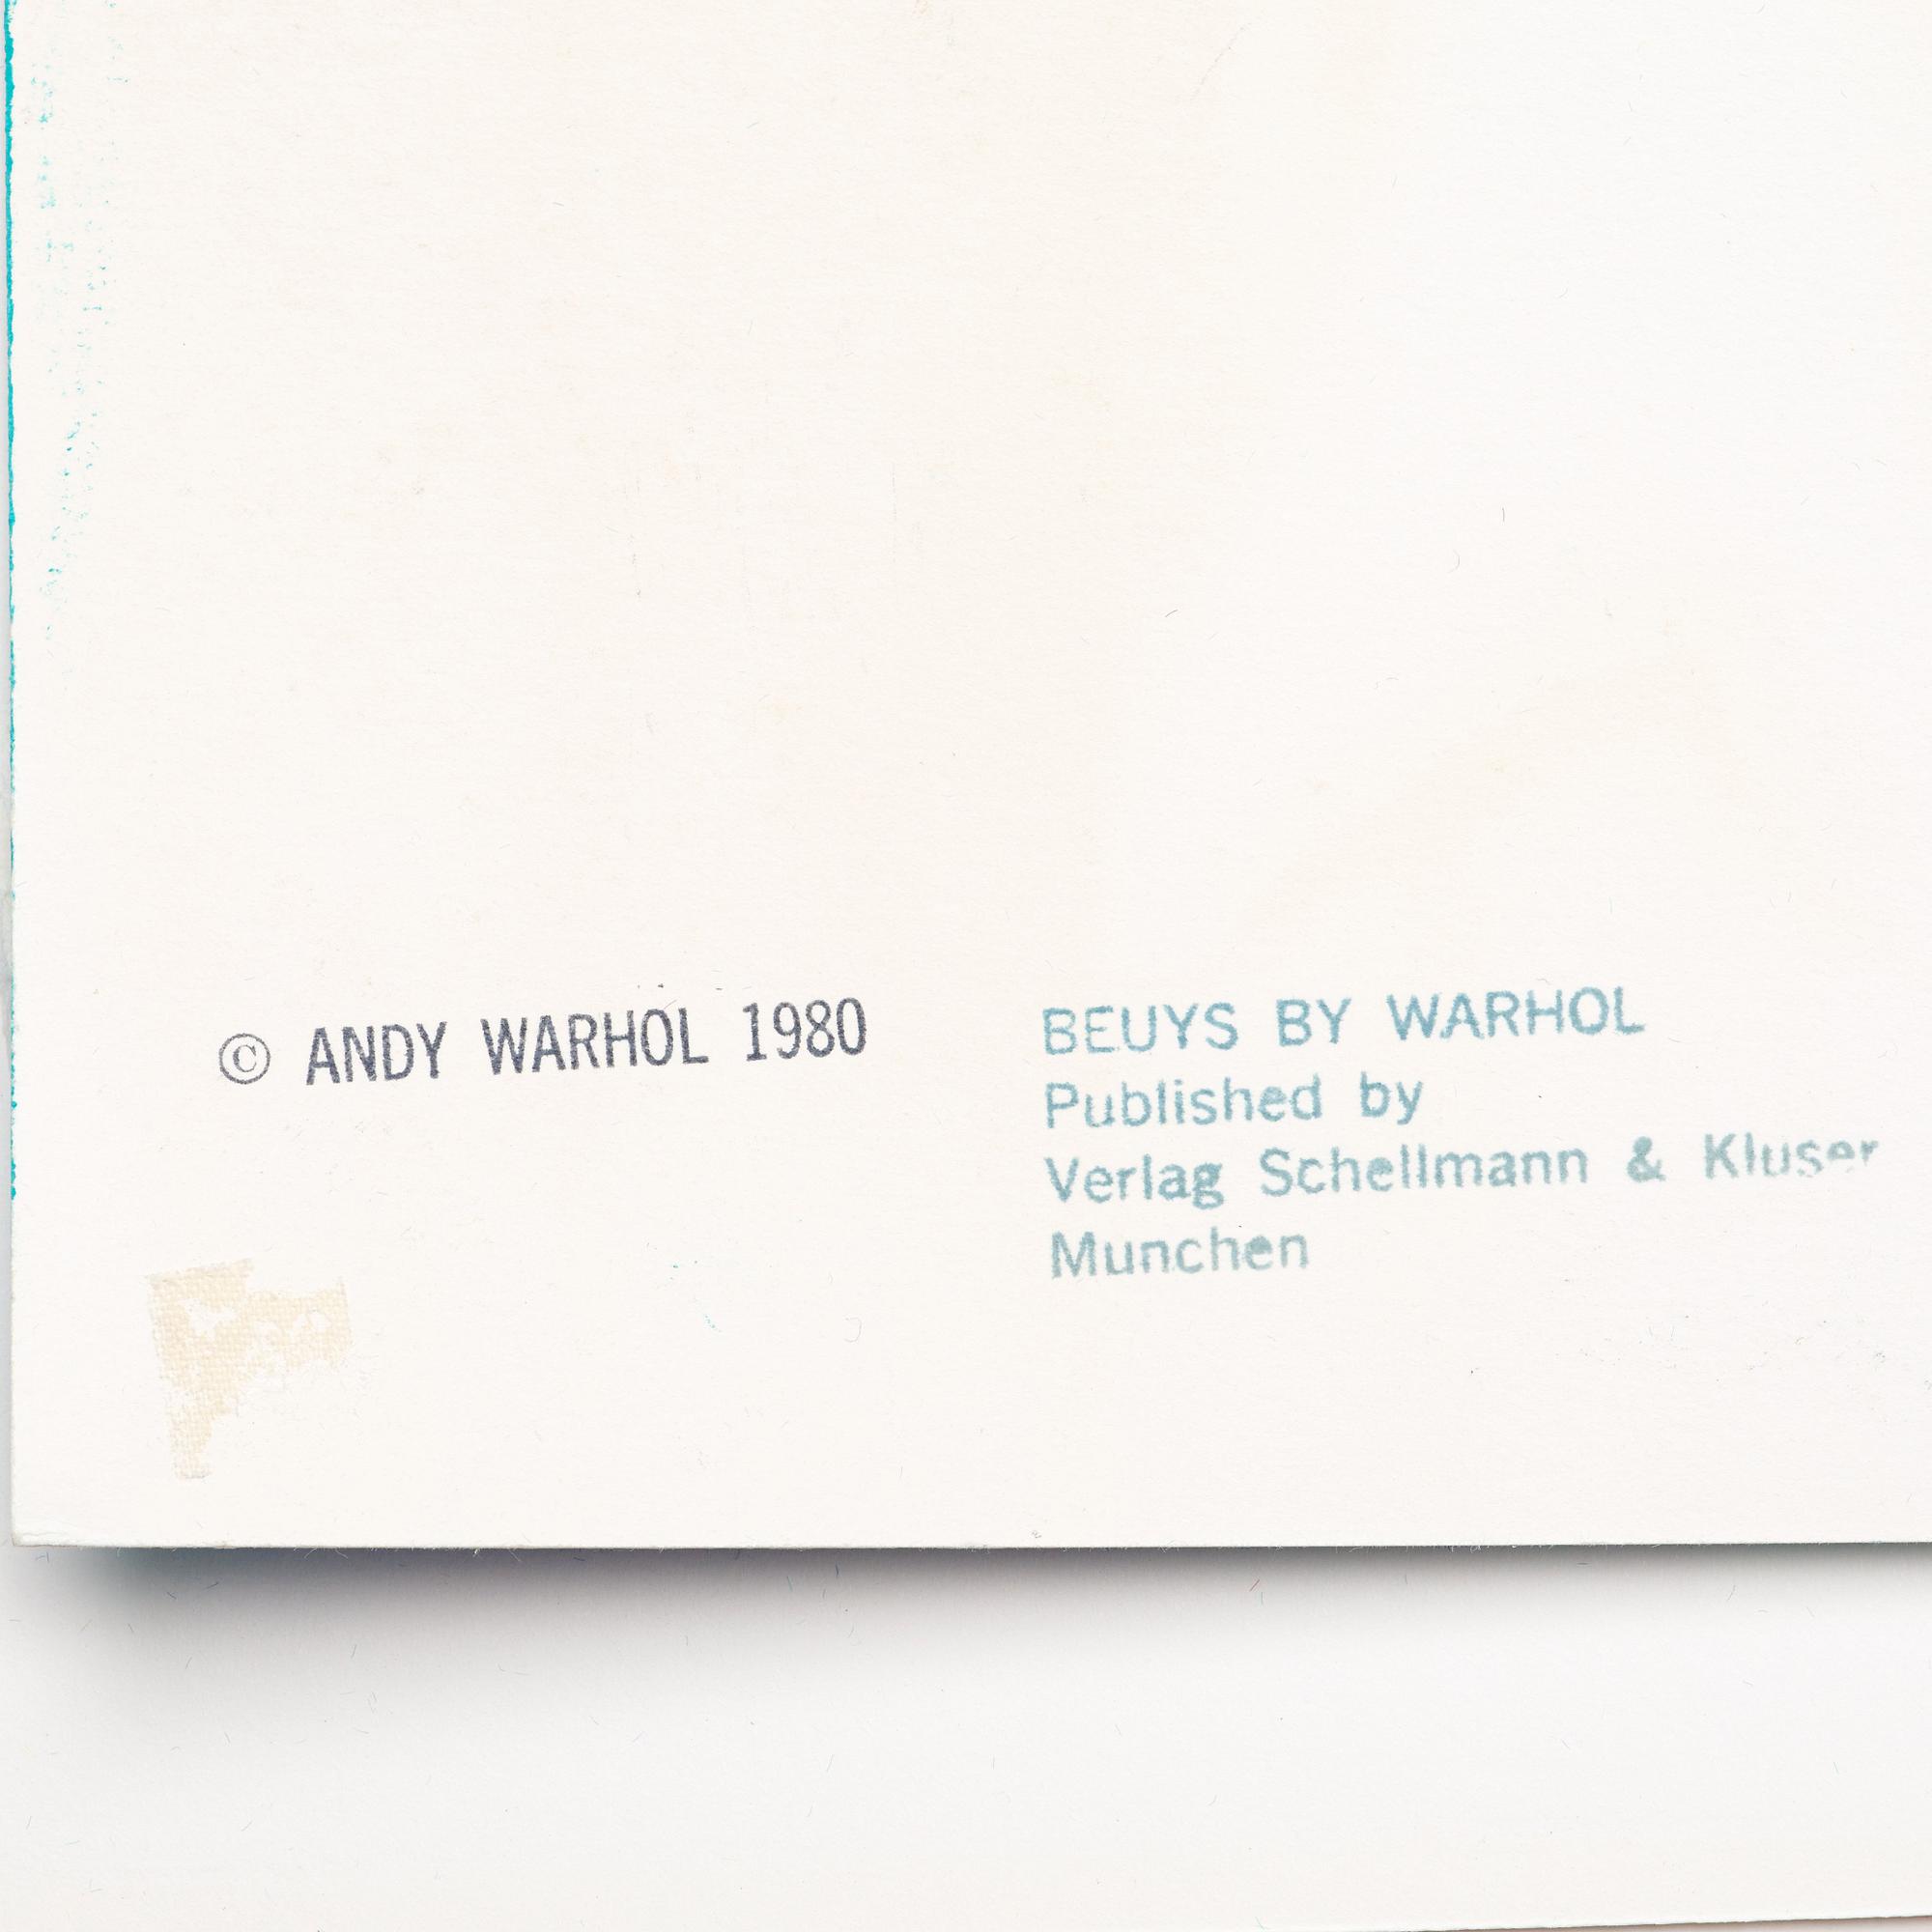 © ANDY WARHOL 1980
BEUYS BY WARHOL
Published by
Verlag Schellmann & Kluser
Munchen